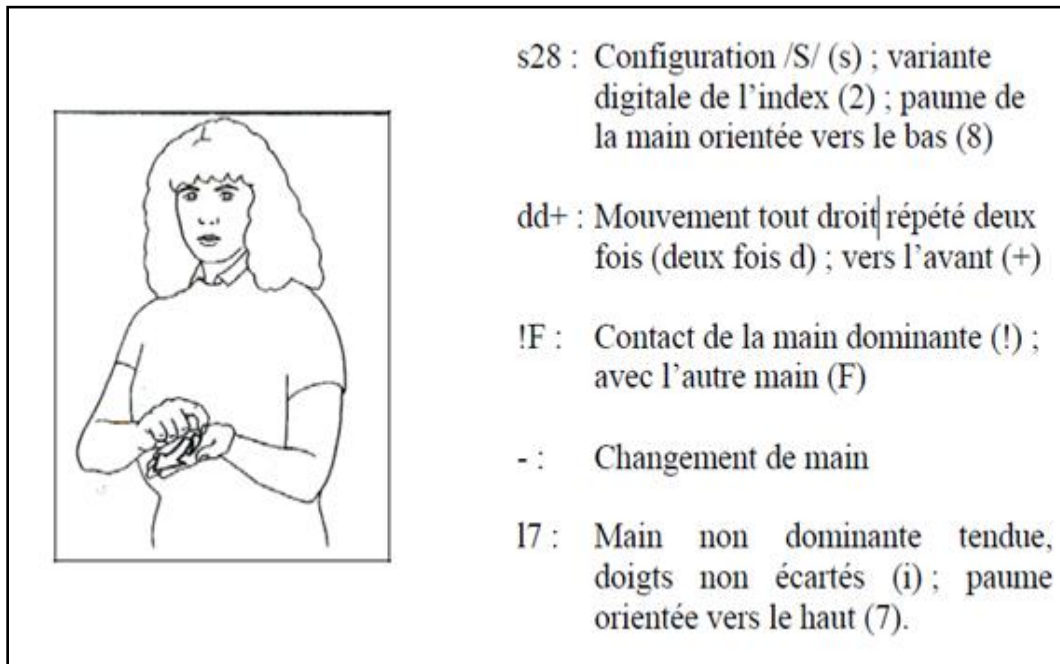 s28 : Configuration /S/ (s) ; variante
digitale de l’index (2) ; paume de
la main orientée vers le bas (8)
dd+ : Mouvement tout droit répété deux
fois (deux fois d) ; vers l’avant (+)
!F : Contact de la main dominante (!) ;
avec l’autre main (F)
- : Changement de main
l7 : Main non dominante tendue,
doigts non écartés (i) ; paume
orientée vers le haut (7).